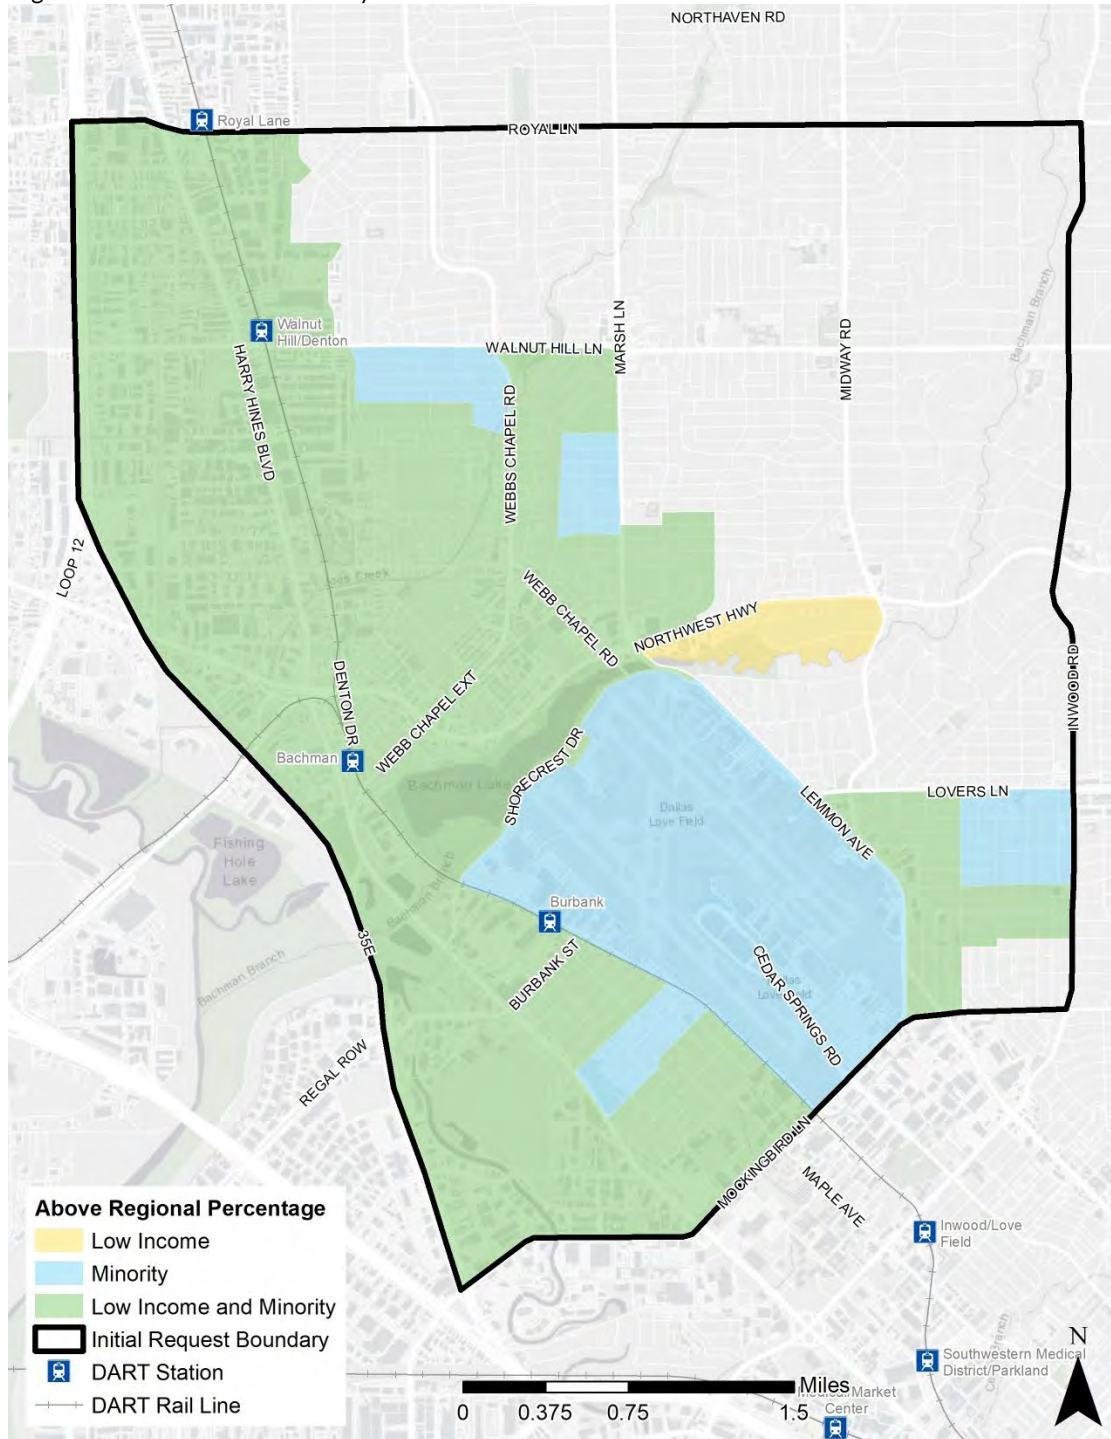 NORTHAVEN RD
Royal Lane
ROYAL LN
Walnut
Hill/Denton
WALNUT HILL LN
MARSH LN
MIDWAY RD
Bachman Branch
HARRY HINES BLVD
WEBBS CHAPEL RD
LOOP 12
WEBB CHAPEL RD
NORTHWEST HWY
DENTON DR
WEBB CHAPEL EXT
INWOOD RD
Bachman
SHORECREST DR
Bachman Lake
Dallas
Love Field
LEMMON AVE
LOVERS LN
Fishing
Hole
Lake
Bachman Branch
Burbank
35E
BURBANK ST
CEDAR SPRINGS RD
Bachman Branch
REGAL ROW
MOCKINGBIRD LN
MAPLE AVE
Inwood/Love
Field
Southwestern Medical
District/Parkland
Medical/Market
Center
Above Regional Percentage
Low Income
Minority
Low Income and Minority
Initial Request Boundary
DART Station
DART Rail Line
Miles
0 0.375 0.75 1.5
N